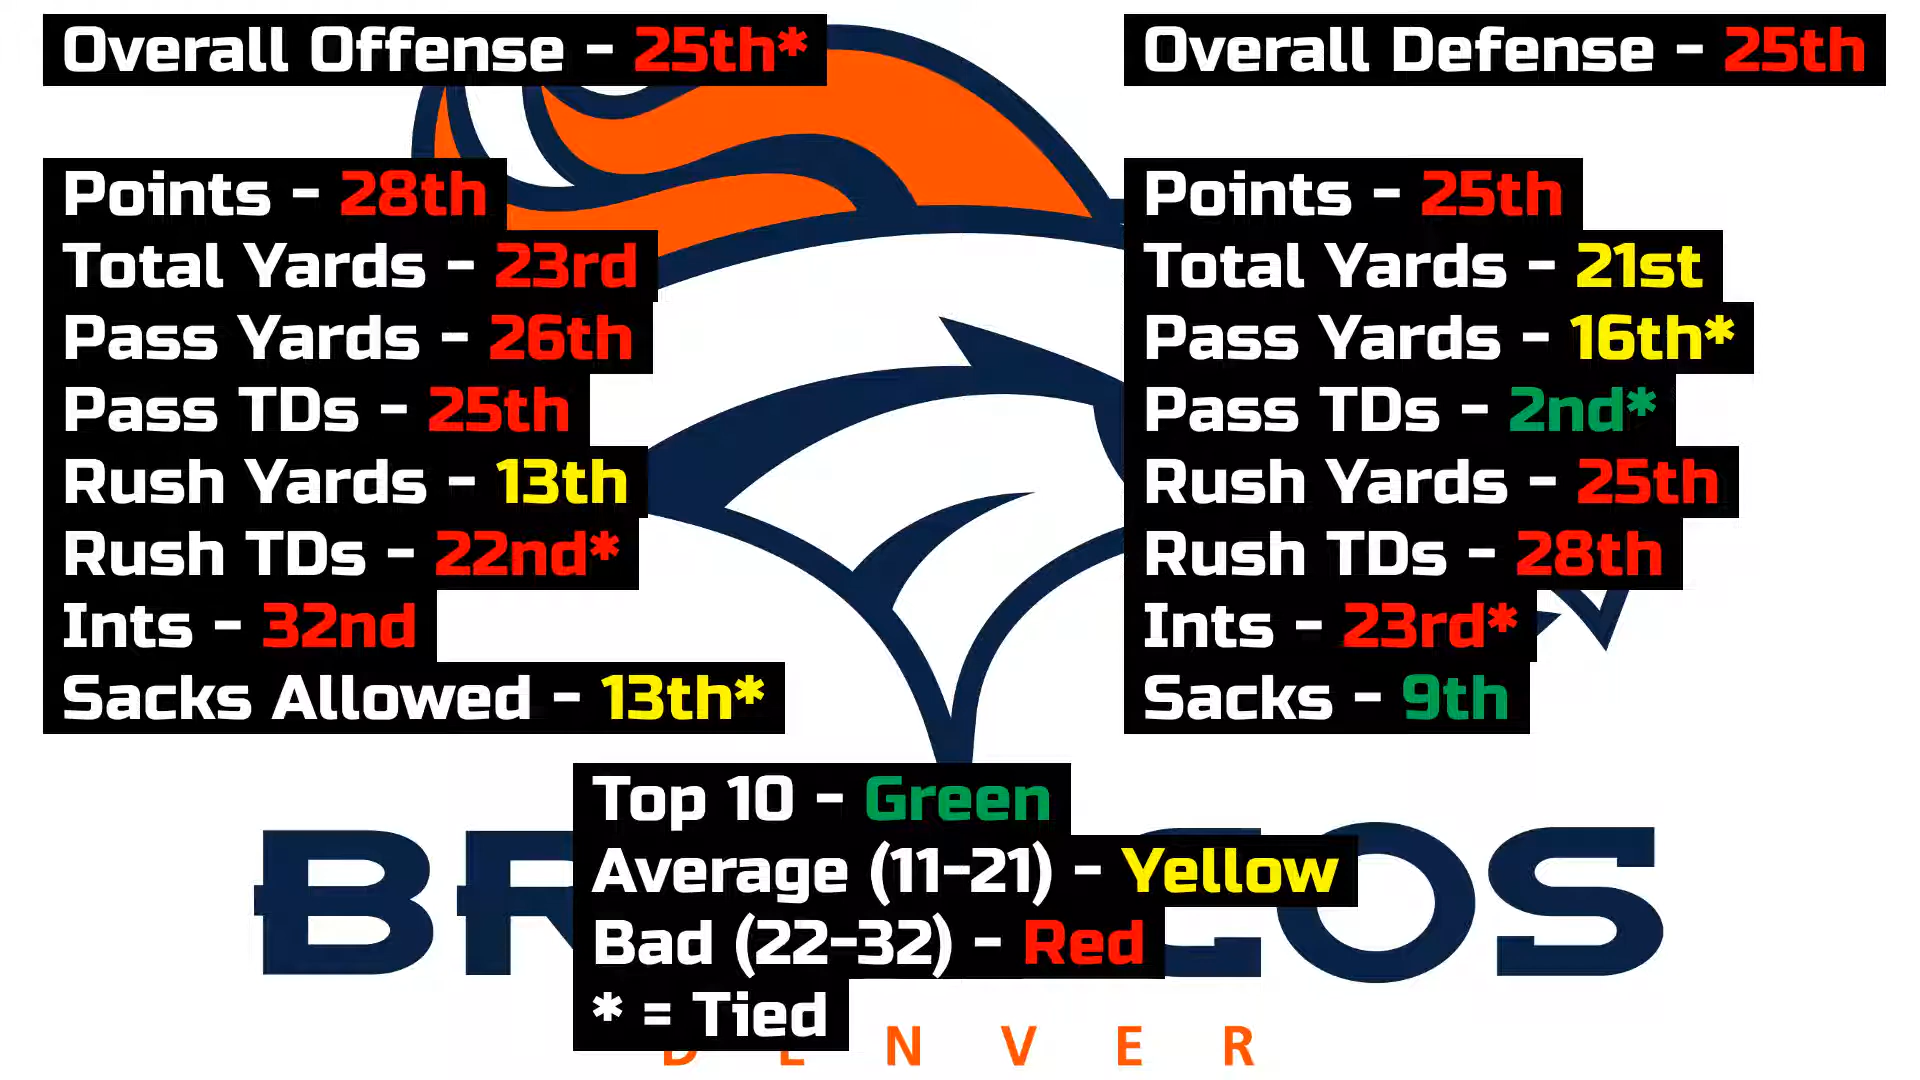 Overall Offense - 25th*
Points - 28th
Total Yards - 23rd
Pass Yards - 26th
Pass TDs - 25th
Rush Yards - 13th
Rush TDs - 22nd*
Ints - 32nd
Sacks Allowed - 13th*
Overall Defense - 25th
Points - 25th
Total Yards - 21st
Pass Yards - 16th*
Pass TDs - 2nd*
Rush Yards - 25th
Rush TDs - 28th
Ints - 23rd*
Sacks - 9th
Top 10 - Green
Average (11-21) - Yellow
Bad (22-32) - Red
* = Tied
BRONCOS
DENVER